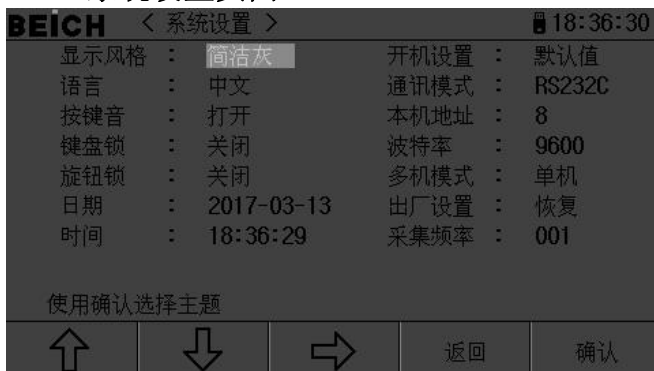 BEICH < 系统设置 > 18:36:30
显示风格 : 简洁灰 开机设置 : 默认值
语言 : 中文 通讯模式 : RS232C
按键音 : 打开 本机地址 : 8
键盘锁 : 关闭 波特率 : 9600
旋钮锁 : 关闭 多机模式 : 单机
日期 : 2017-03-13 出厂设置 : 恢复
时间 : 18:36:29 采集频率 : 001
使用确认选择主题
返回 确认